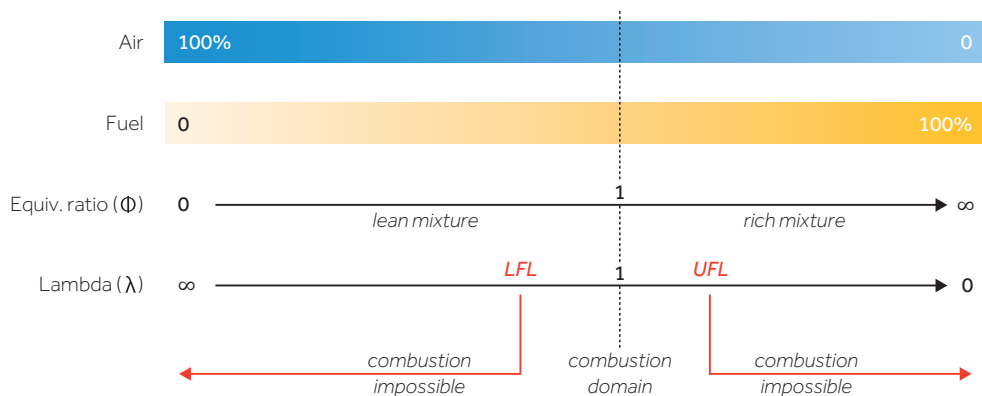 Air 100% 0
Fuel 0 100%
Equiv. ratio (Φ) 0 1 ∞
lean mixture rich mixture
LFL UFL
Lambda (λ) ∞ 1 0
combustion combustion combustion
impossible domain impossible